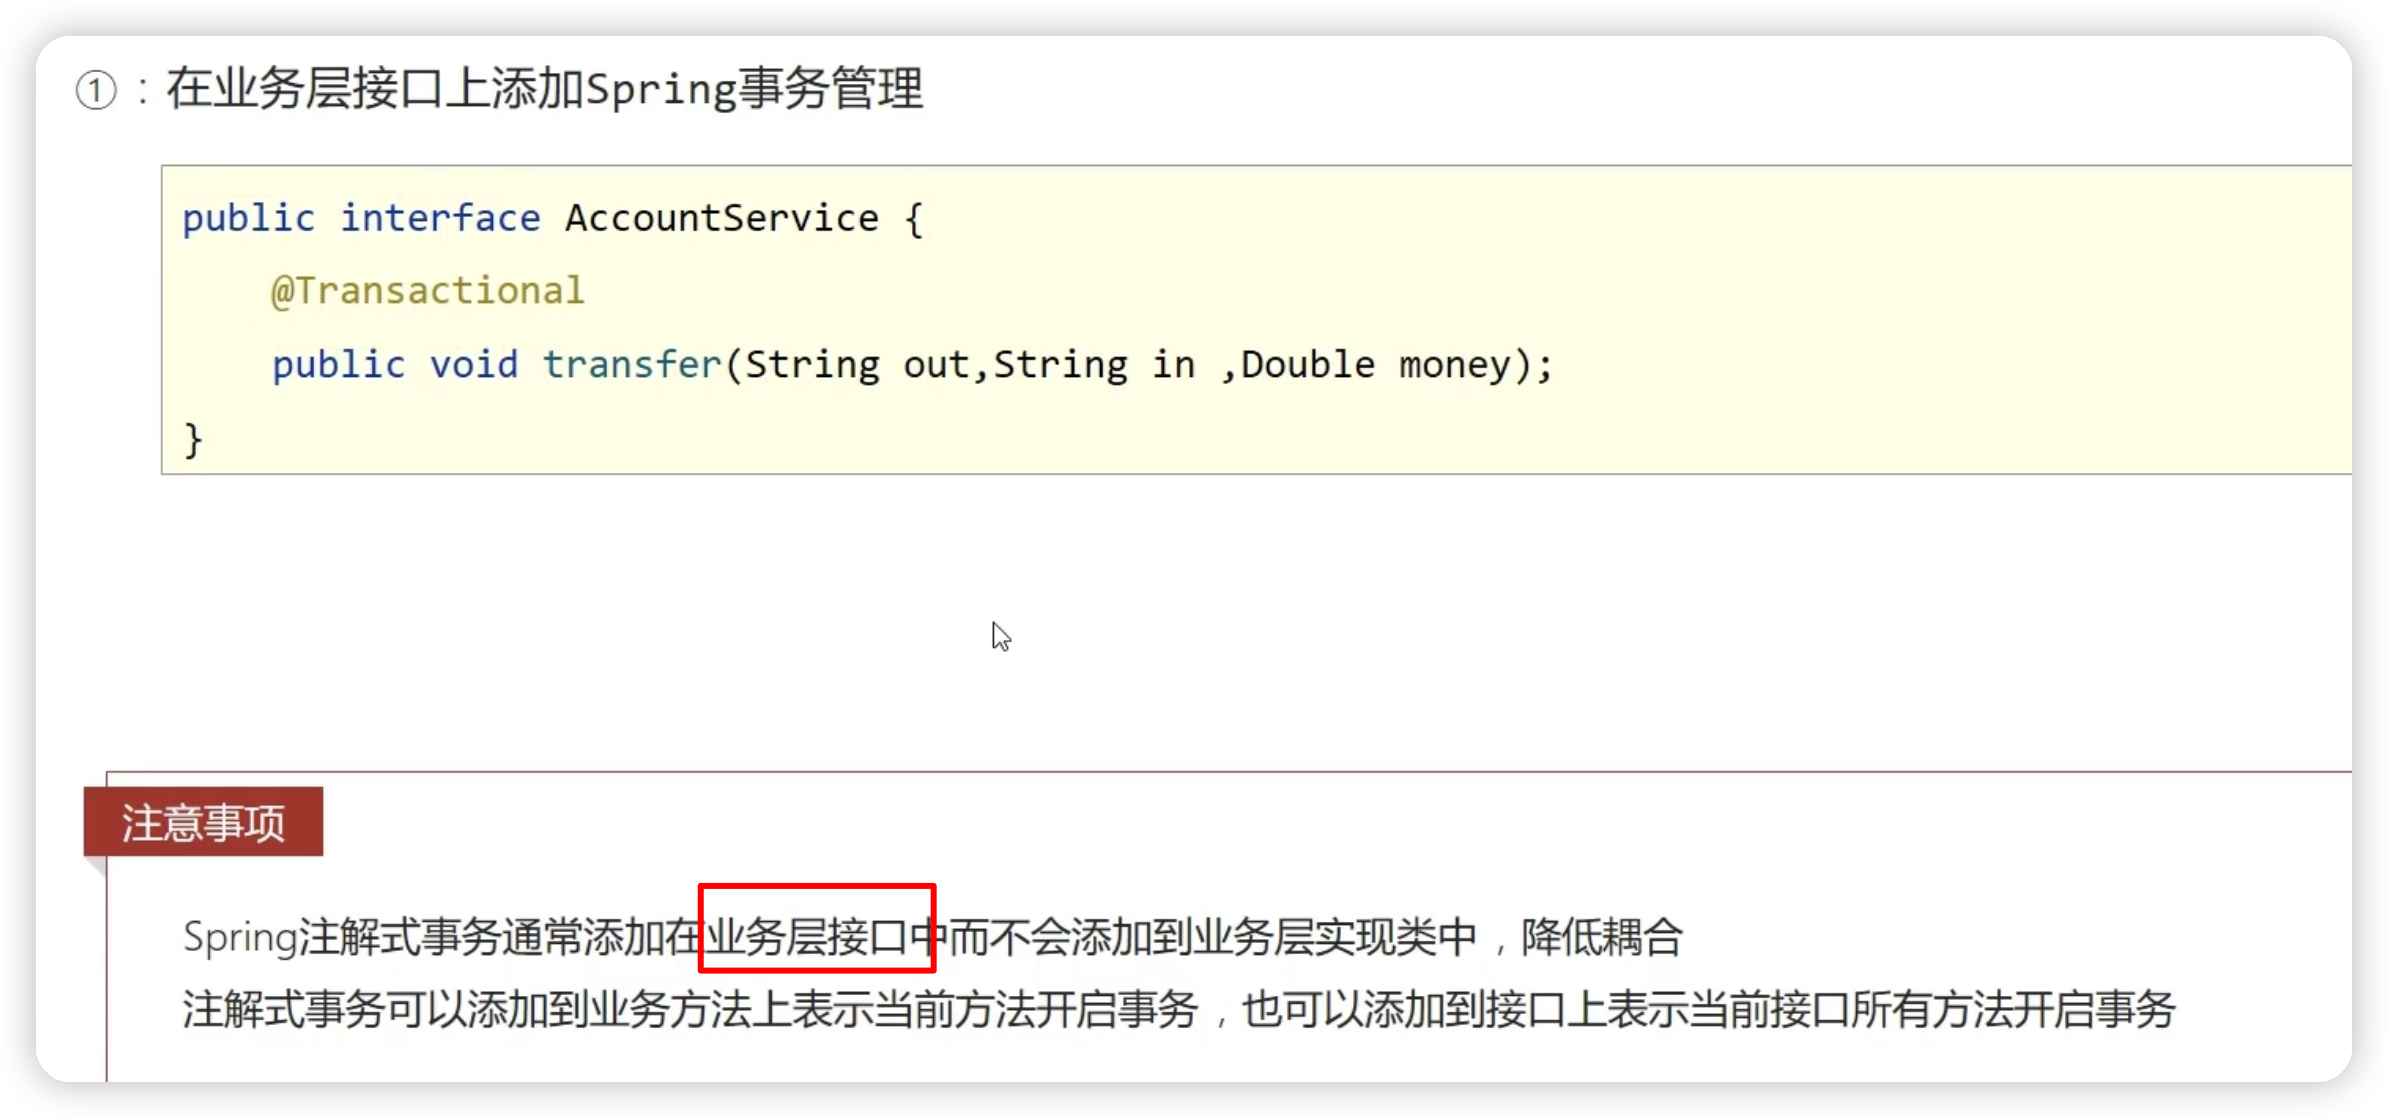 ①：在业务层接口上添加Spring事务管理
public interface AccountService {
@Transactional
public void transfer(String out,String in ,Double money);
}
注意事项
Spring注解式事务通常添加在业务层接口中而不会添加到业务层实现类中，降低耦合
注解式事务可以添加到业务方法上表示当前方法开启事务，也可以添加到接口上表示当前接口所有方法开启事务